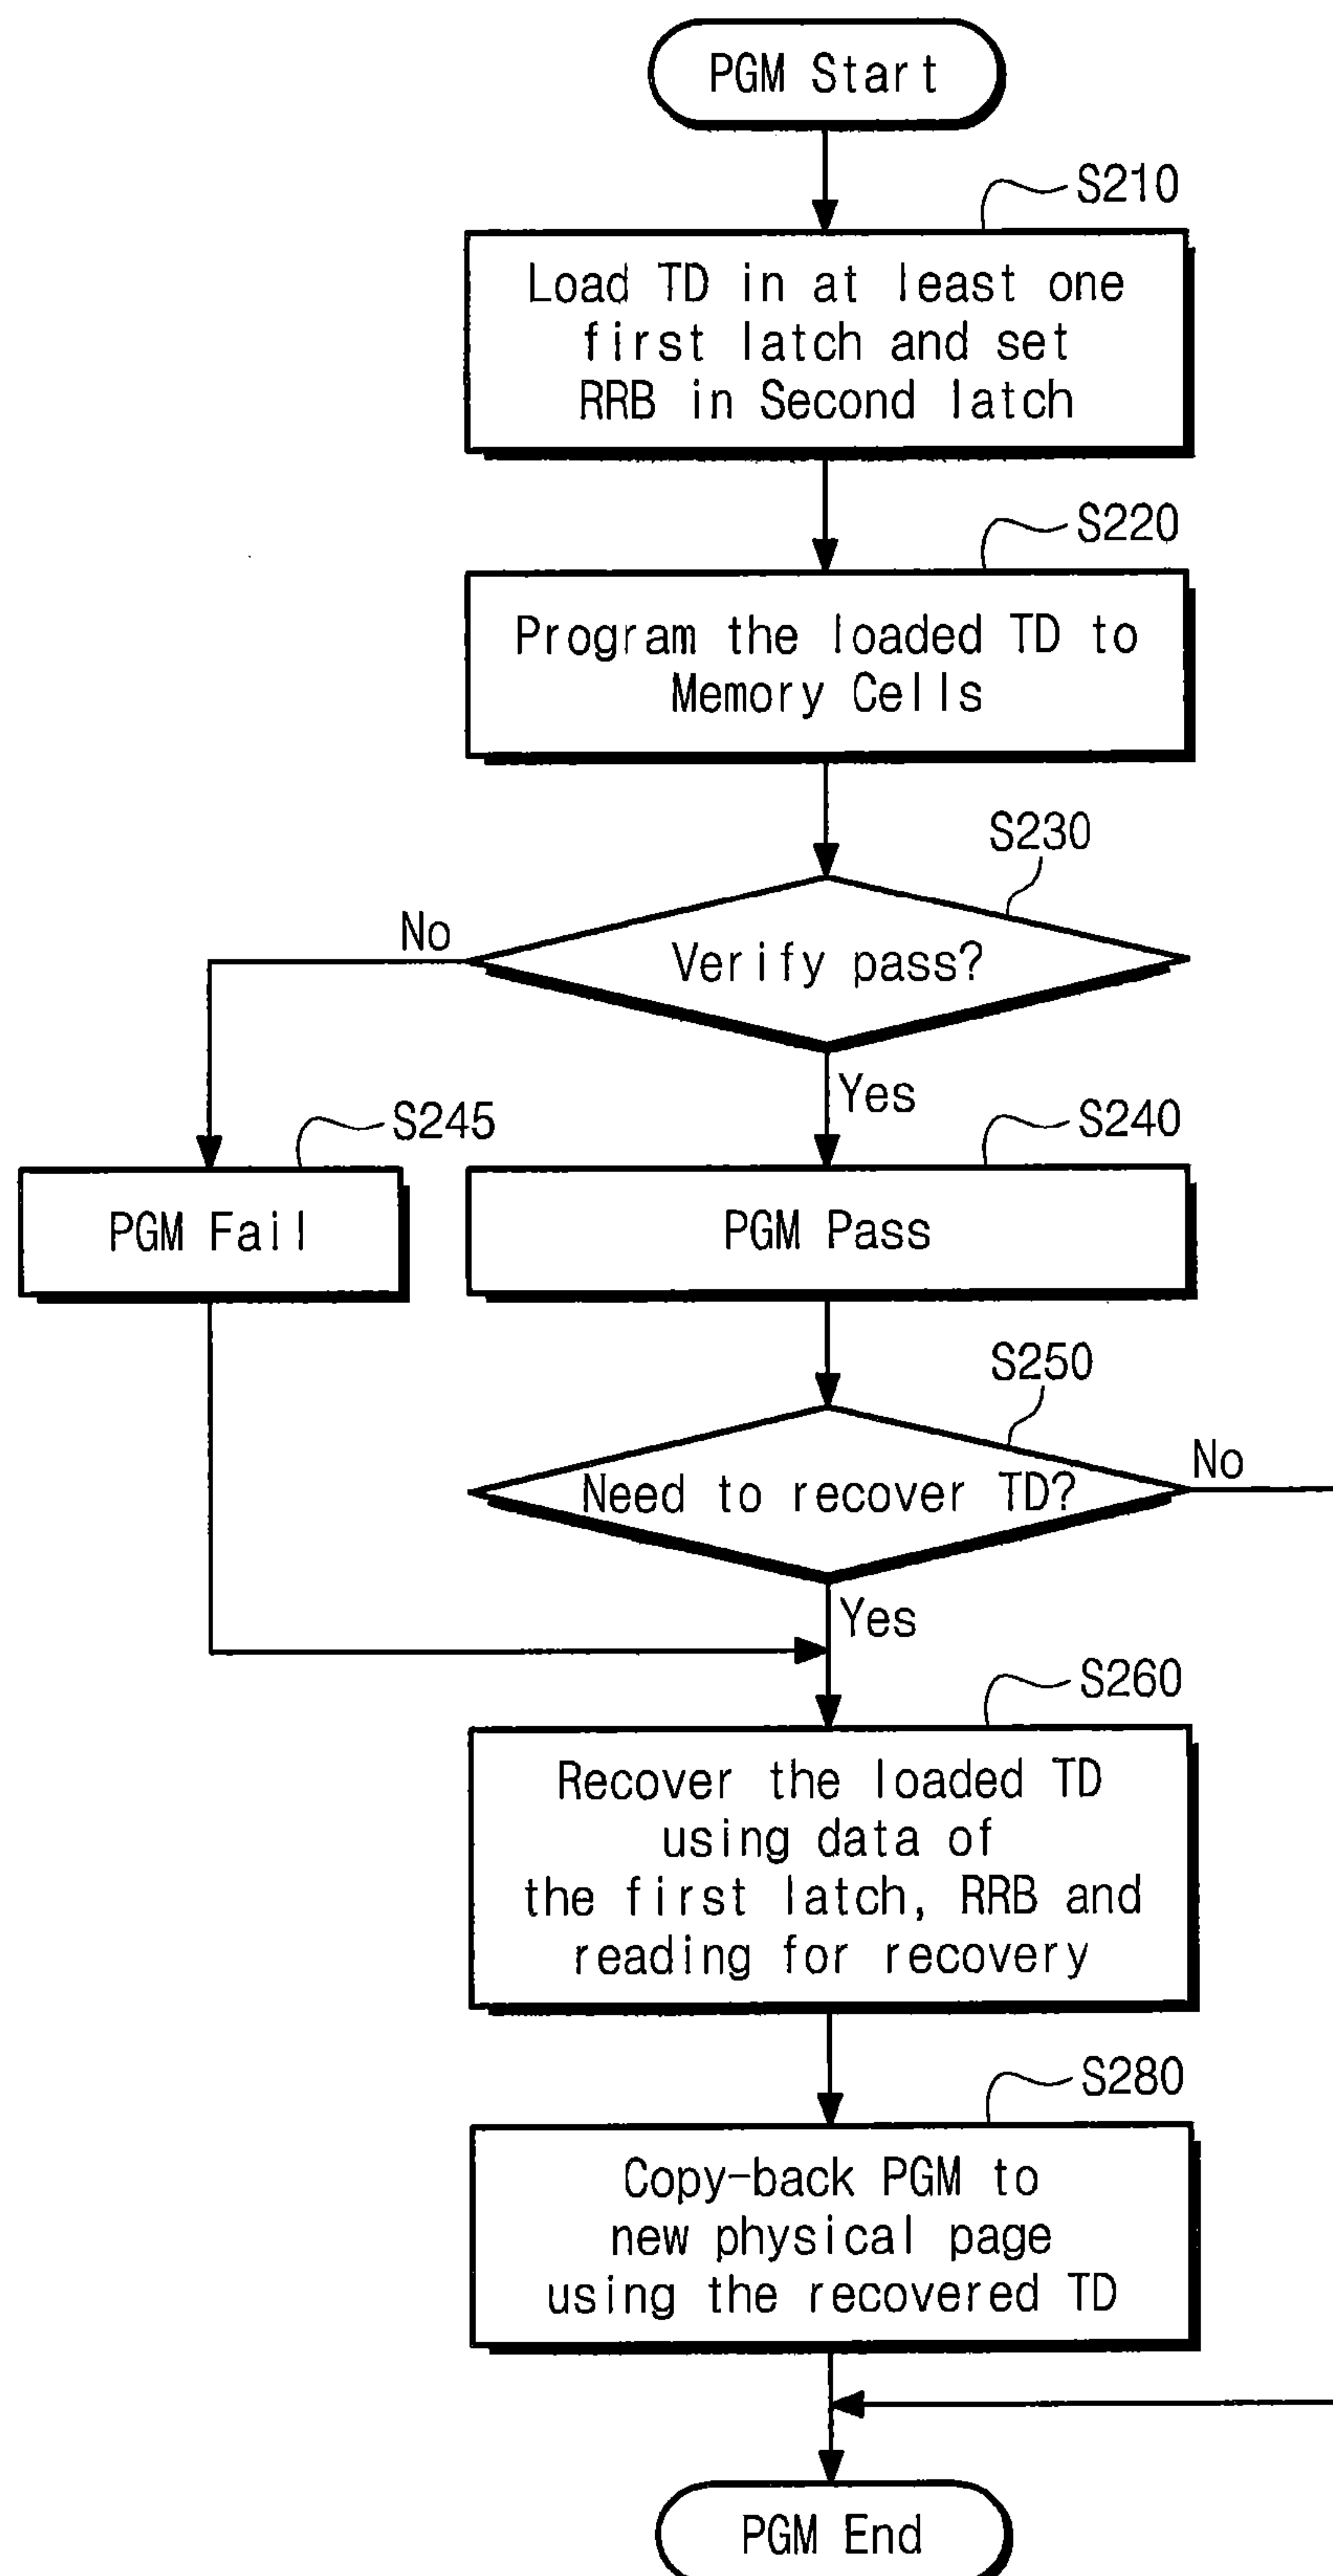 PGM Start
S210
Load TD in at least one
first latch and set
RRB in Second latch
S220
Program the loaded TD to
Memory Cells
S230
No
Verify pass?
Yes
S245
S240
PGM Fail
PGM Pass
S250
No
Need to recover TD?
Yes
S260
Recover the loaded TD
using data of
the first latch, RRB and
reading for recovery
S280
Copy-back PGM to
new physical page
using the recovered TD
PGM End